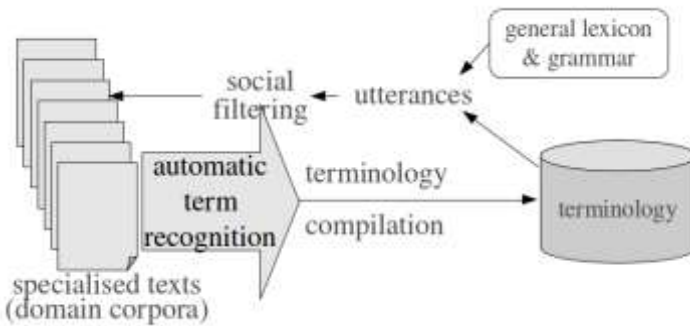 general lexicon
& grammar
social
filtering
utterances
automatic
term
recognition
terminology
compilation
terminology
specialised texts
(domain corpora)